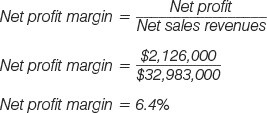 Net profit margin = Net profit / Net sales revenues
Net profit margin = $2,126,000 / $32,983,000
Net profit margin = 6.4%